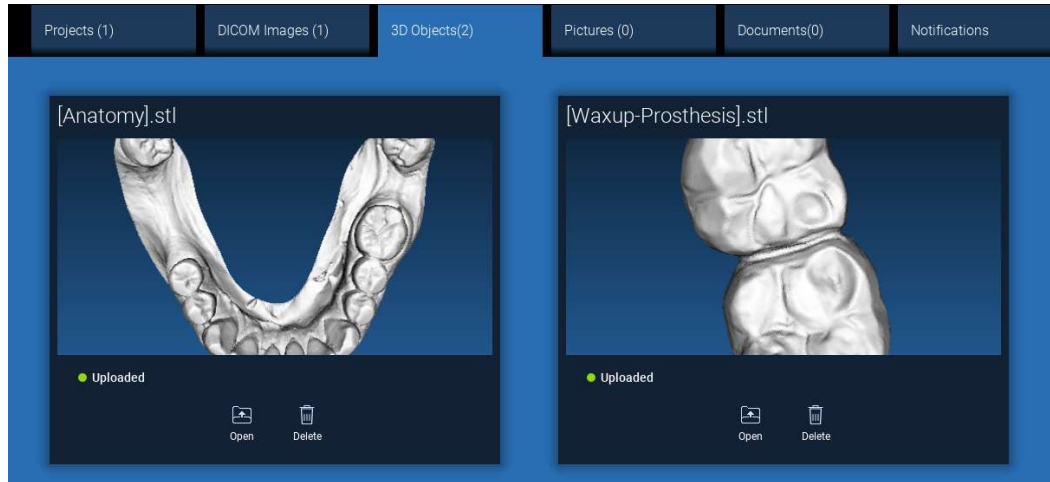 Projects (1)
DICOM Images (1)
3D Objects(2)
Pictures (0)
Documents(0)
Notifications
[Anatomy].stl
Uploaded
Open
Delete
[Waxup-Prosthesis].stl
Uploaded
Open
Delete